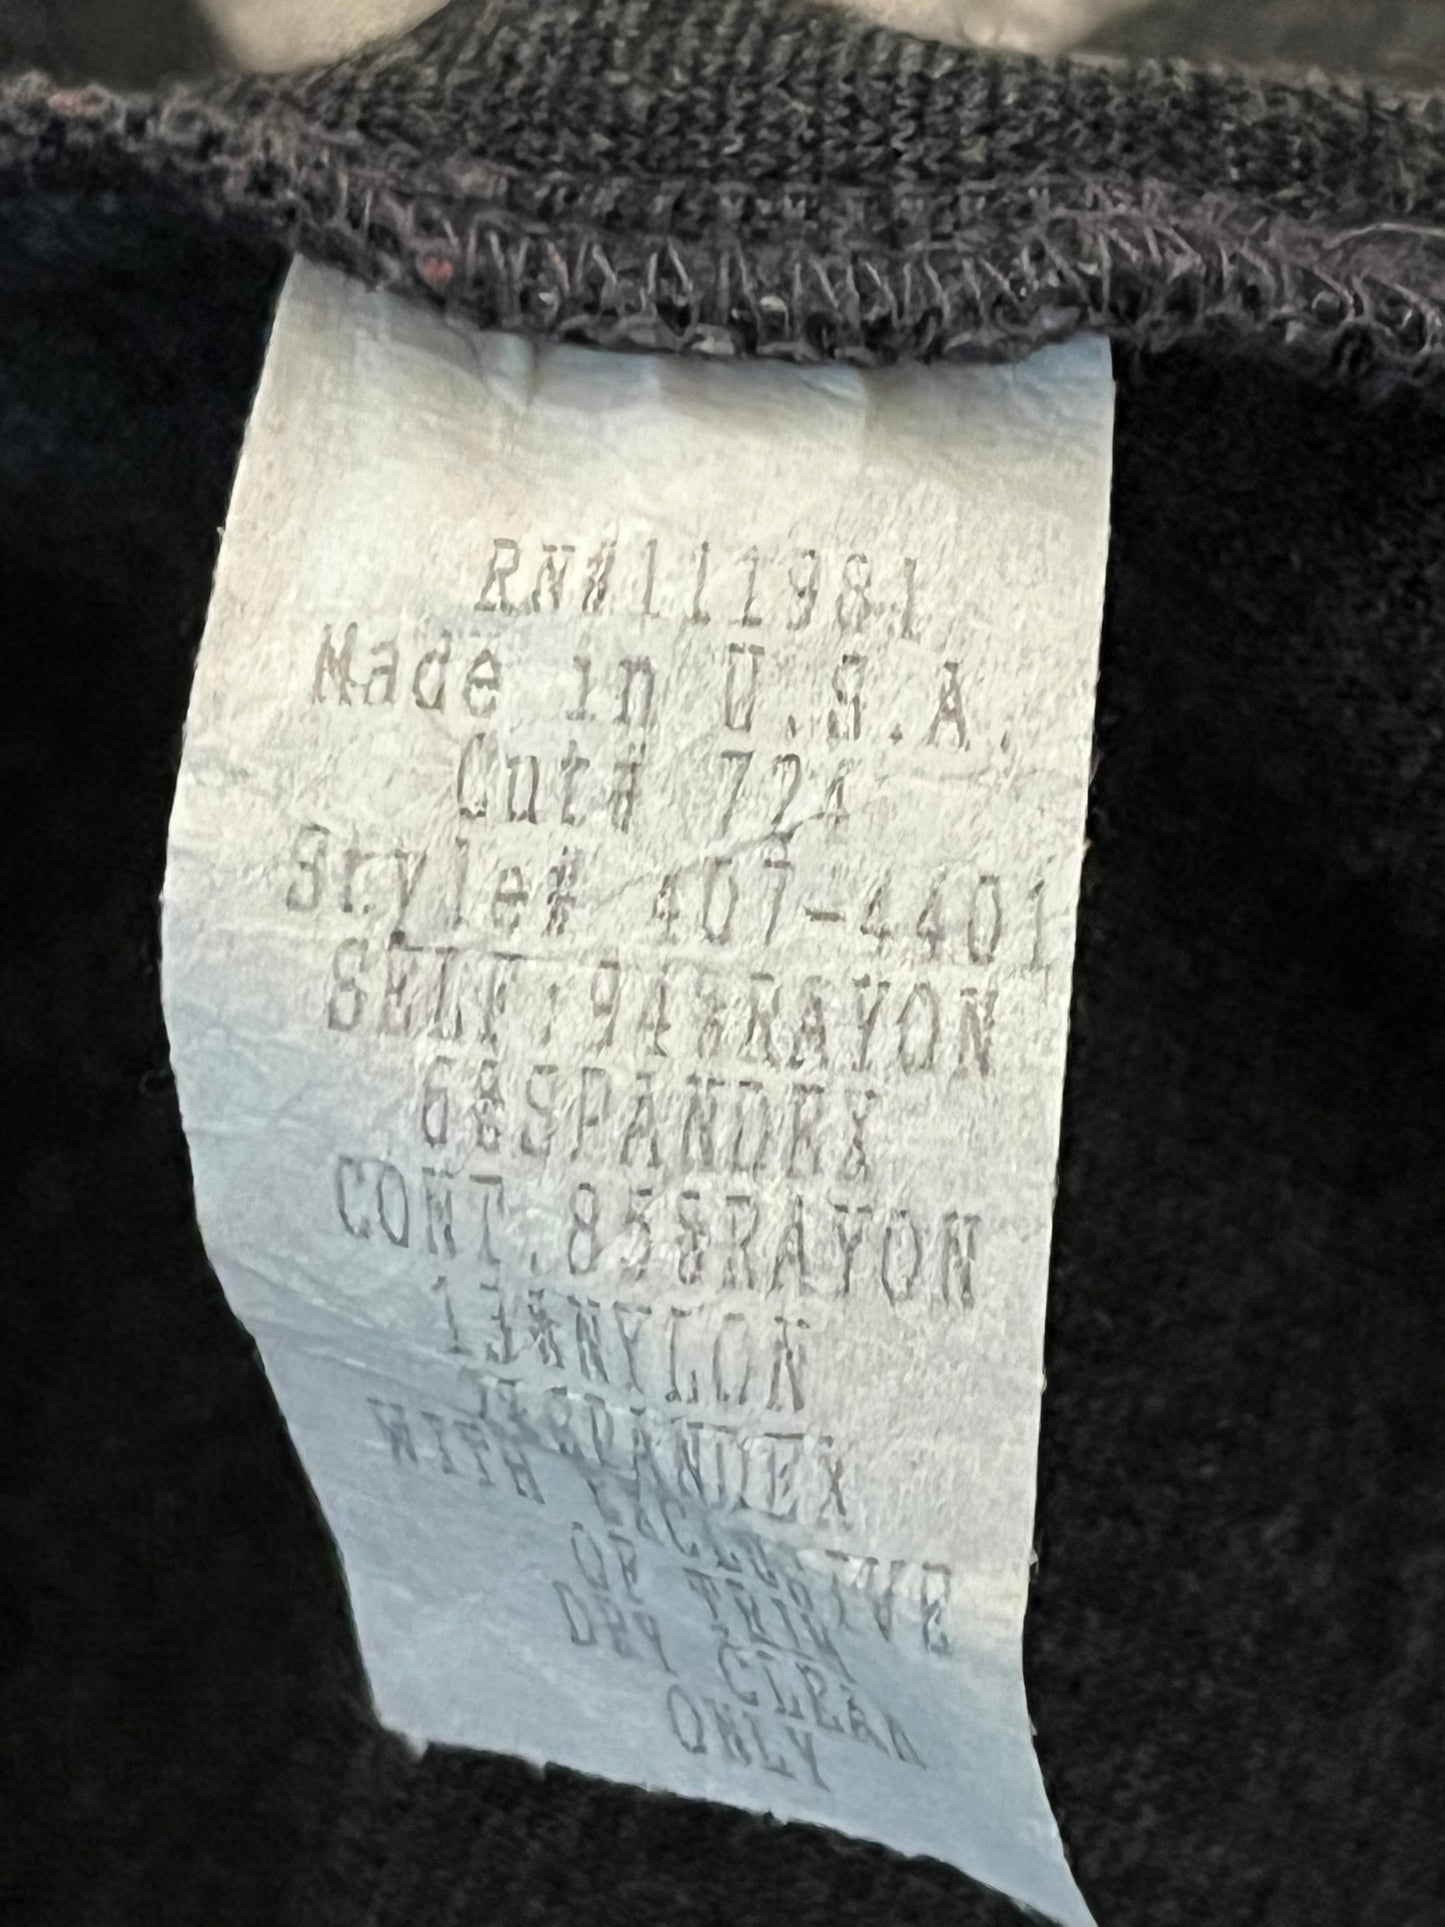 RN#111981
Made in U.S.A.
Cut# 724
Style# 407-4401
SELF:94%RAYON
6%SPANDEX
CONT.85%RAYON
13%NYLON
SPANDEX
WITH EXCLUSIVE
OF TRIM
DRY CLEAN
ONLY